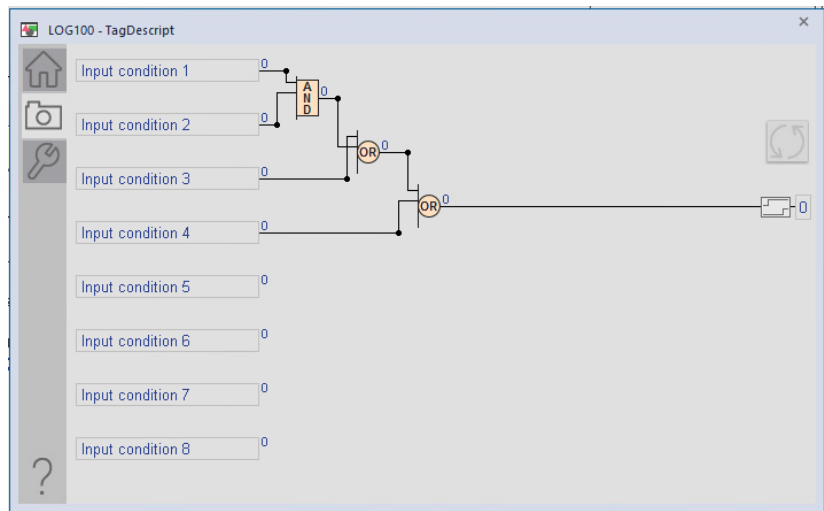 LOG100 - TagDescript
×
Input condition 1 0
AND 0
Input condition 2 0
OR 0
Input condition 3 0
OR 0 0
Input condition 4 0
Input condition 5 0
Input condition 6 0
Input condition 7 0
Input condition 8 0
?